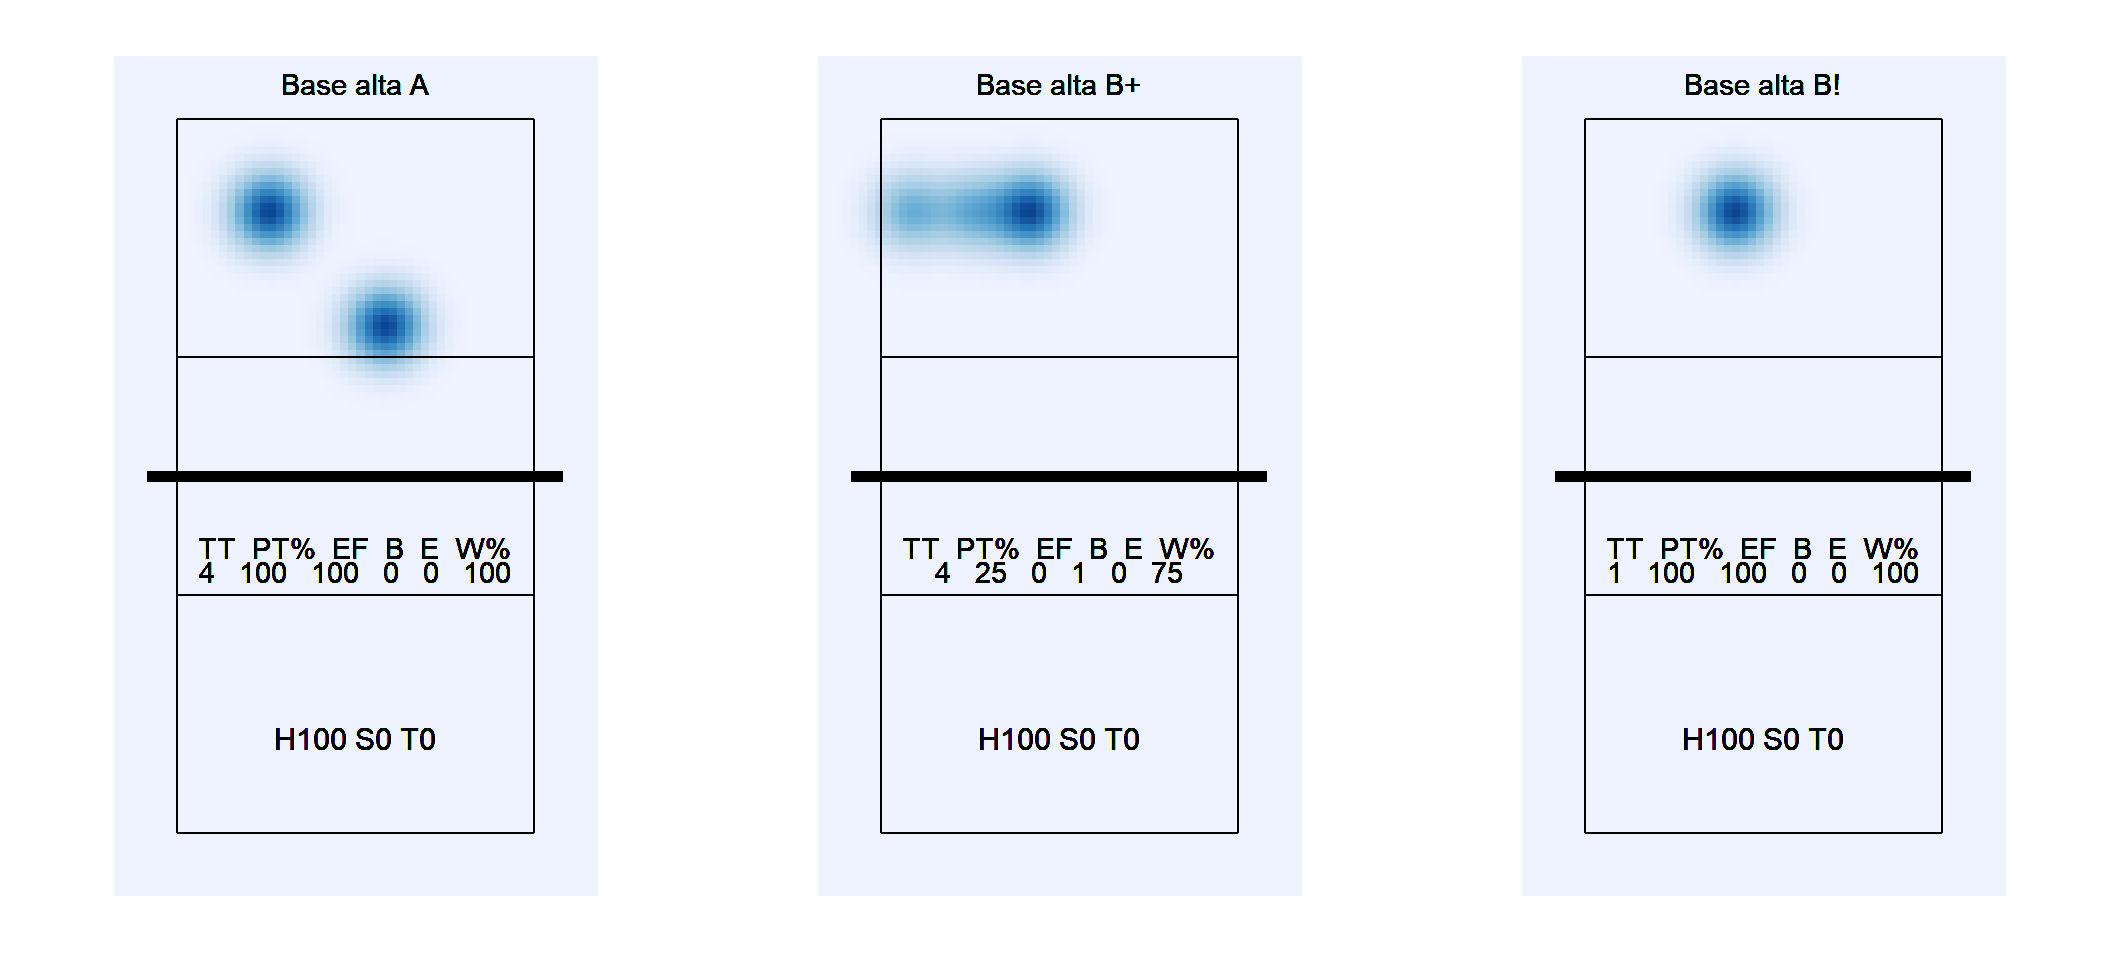 Base alta A
TT PT% EF B E W%
4 100 100 0 0 100
H100 S0 T0
Base alta B+
TT PT% EF B E W%
4 25 0 1 0 75
H100 S0 T0
Base alta B!
TT PT% EF B E W%
1 100 100 0 0 100
H100 S0 T0